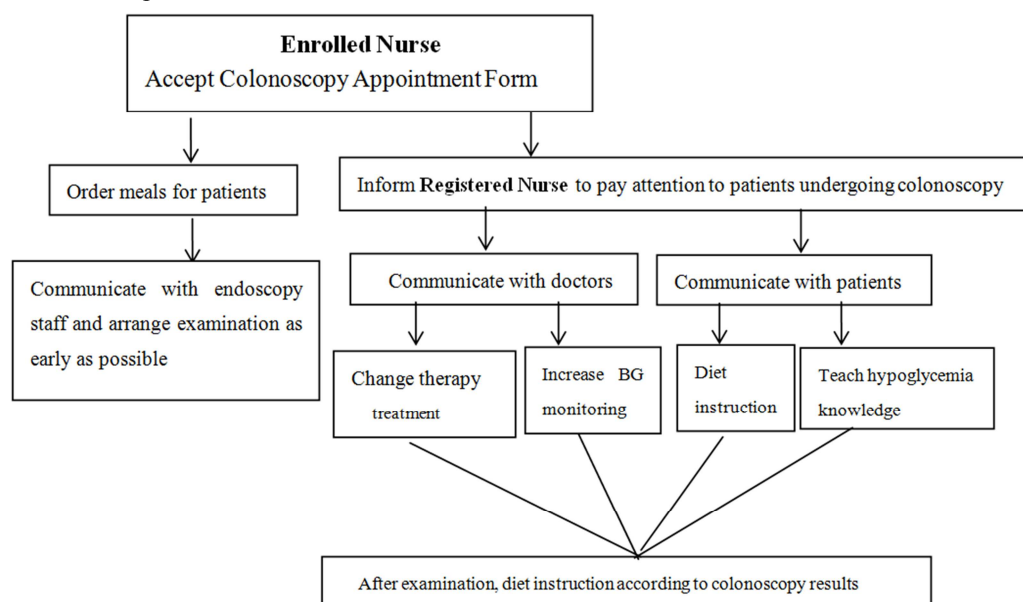 Enrolled Nurse
Accept Colonoscopy Appointment Form
Order meals for patients
Inform Registered Nurse to pay attention to patients undergoing colonoscopy
Communicate with endoscopy
staff and arrange examination as
early as possible
Communicate with doctors
Communicate with patients
Change therapy
treatment
Increase BG
monitoring
Diet
instruction
Teach hypoglycemia
knowledge
After examination, diet instruction according to colonoscopy results